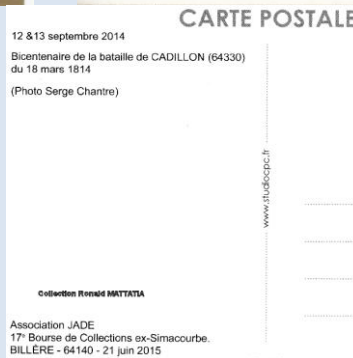 CARTE POSTALE
12 &13 septembre 2014
Bicentenaire de la bataille de CADILLON (64330)
du 18 mars 1814
(Photo Serge Chantre)
www.studiocpc.fr
Collection Ronald MATTATIA
Association JADE
17e Bourse de Collections ex-Simacourbe.
BILLÈRE - 64140 - 21 juin 2015